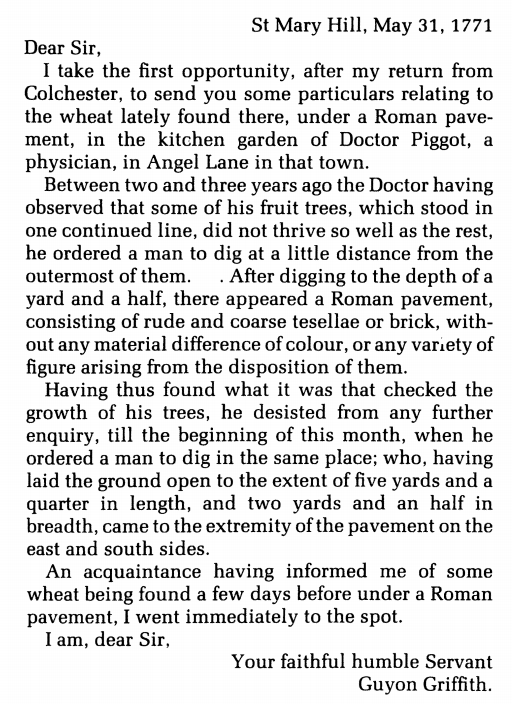 St Mary Hill, May 31, 1771
Dear Sir,
I take the first opportunity, after my return from
Colchester, to send you some particulars relating to
the wheat lately found there, under a Roman pave-
ment, in the kitchen garden of Doctor Piggot, a
physician, in Angel Lane in that town.
Between two and three years ago the Doctor having
observed that some of his fruit trees, which stood in
one continued line, did not thrive so well as the rest,
he ordered a man to dig at a little distance from the
outermost of them. . After digging to the depth of a
yard and a half, there appeared a Roman pavement,
consisting of rude and coarse tesellae or brick, with-
out any material difference of colour, or any variety of
figure arising from the disposition of them.
Having thus found what it was that checked the
growth of his trees, he desisted from any further
enquiry, till the beginning of this month, when he
ordered a man to dig in the same place; who, having
laid the ground open to the extent of five yards and a
quarter in length, and two yards and an half in
breadth, came to the extremity of the pavement on the
east and south sides.
An acquaintance having informed me of some
wheat being found a few days before under a Roman
pavement, I went immediately to the spot.
I am, dear Sir,
Your faithful humble Servant
Guyon Griffith.